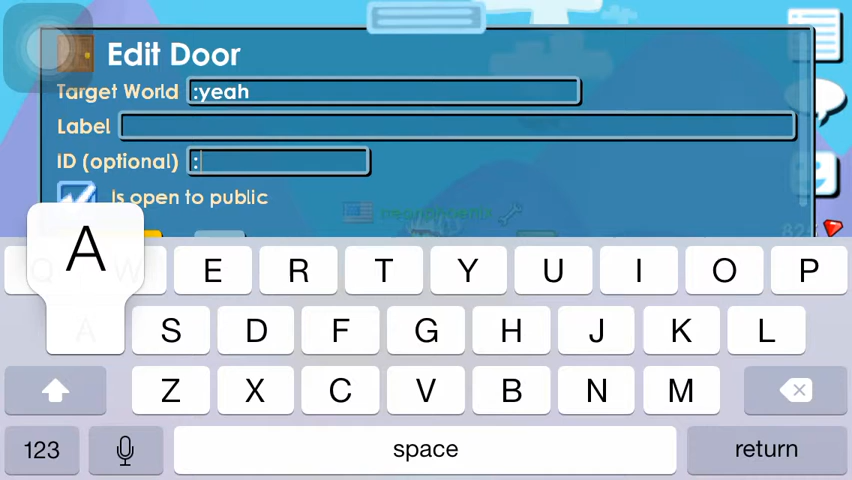 Edit Door
Target World :yeah
Label
ID (optional) :
Is open to public
A
E R T Y U I O P
A S D F G H J K L
Z X C V B N M
123 space return